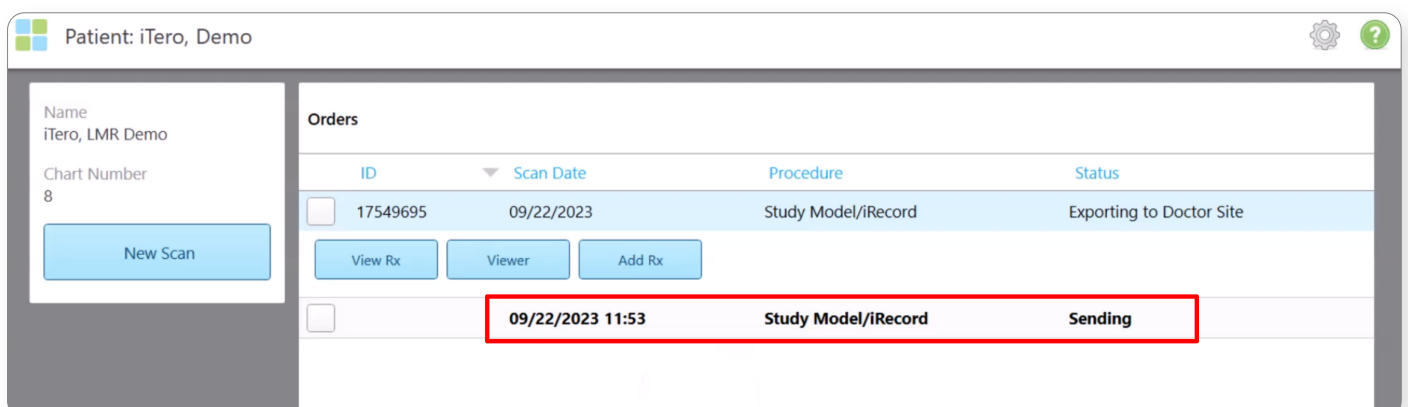 Patient: iTero, Demo
?
Name
iTero, LMR Demo
Chart Number
8
New Scan
Orders
ID Scan Date Procedure Status
17549695 09/22/2023 Study Model/iRecord Exporting to Doctor Site
View Rx Viewer Add Rx
09/22/2023 11:53 Study Model/iRecord Sending